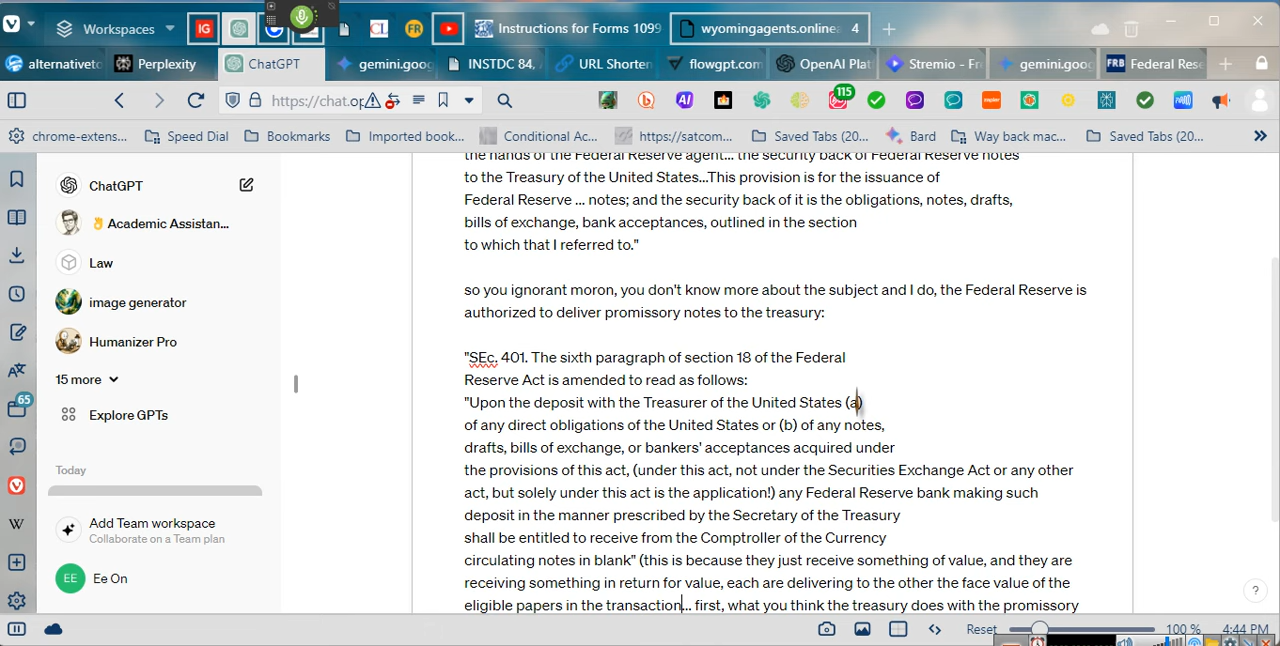 Workspaces
IG
CL
FR
Instructions for Forms 1099
wyomingagents.online
4
alternativeto
Perplexity
ChatGPT
gemini.goog
INSTDC 84,
URL Shorten
flowgpt.com
OpenAI Plat
Stremio - Fr
gemini.goog
FRB
Federal Rese
https://chat.op
115
chrome-extens...
Speed Dial
Bookmarks
Imported book...
Conditional Ac...
https://satcom...
Saved Tabs (20...
Bard
Way back mac...
Saved Tabs (20...
ChatGPT
Academic Assistan...
Law
image generator
Humanizer Pro
15 more
Explore GPTs
Today
Add Team workspace
Collaborate on a Team plan
EE
Ee On
65
the hands of the Federal Reserve agent... the security back of Federal Reserve notes
to the Treasury of the United States...This provision is for the issuance of
Federal Reserve ... notes; and the security back of it is the obligations, notes, drafts,
bills of exchange, bank acceptances, outlined in the section
to which that I referred to."
so you ignorant moron, you don't know more about the subject and I do, the Federal Reserve is
authorized to deliver promissory notes to the treasury:
"SEc. 401. The sixth paragraph of section 18 of the Federal
Reserve Act is amended to read as follows:
"Upon the deposit with the Treasurer of the United States (a)
of any direct obligations of the United States or (b) of any notes,
drafts, bills of exchange, or bankers' acceptances acquired under
the provisions of this act, (under this act, not under the Securities Exchange Act or any other
act, but solely under this act is the application!) any Federal Reserve bank making such
deposit in the manner prescribed by the Secretary of the Treasury
shall be entitled to receive from the Comptroller of the Currency
circulating notes in blank" (this is because they just receive something of value, and they are
receiving something in return for value, each are delivering to the other the face value of the
eligible papers in the transaction... first, what you think the treasury does with the promissory
?
Reset
100 %
4:44 PM